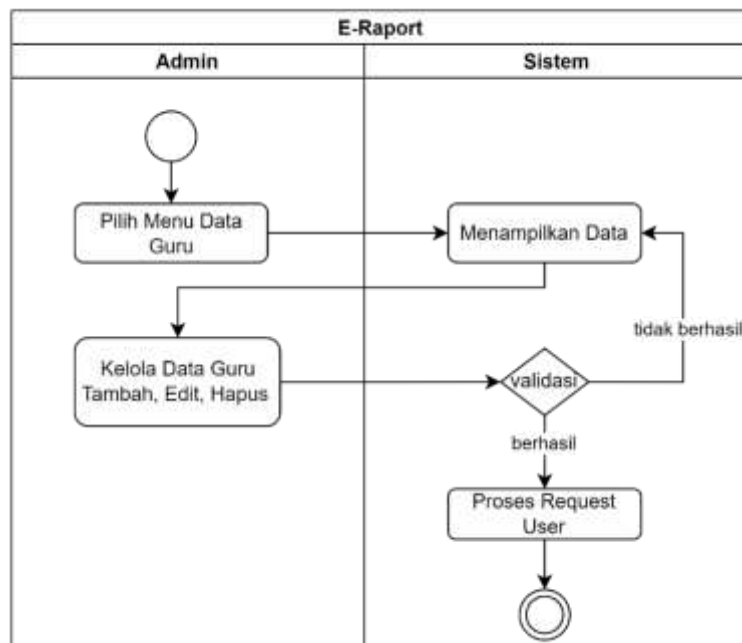 E-Raport
Admin
Sistem
Pilih Menu Data
Guru
Menampilkan Data
tidak berhasil
Kelola Data Guru
Tambah, Edit, Hapus
validasi
berhasil
Proses Request
User